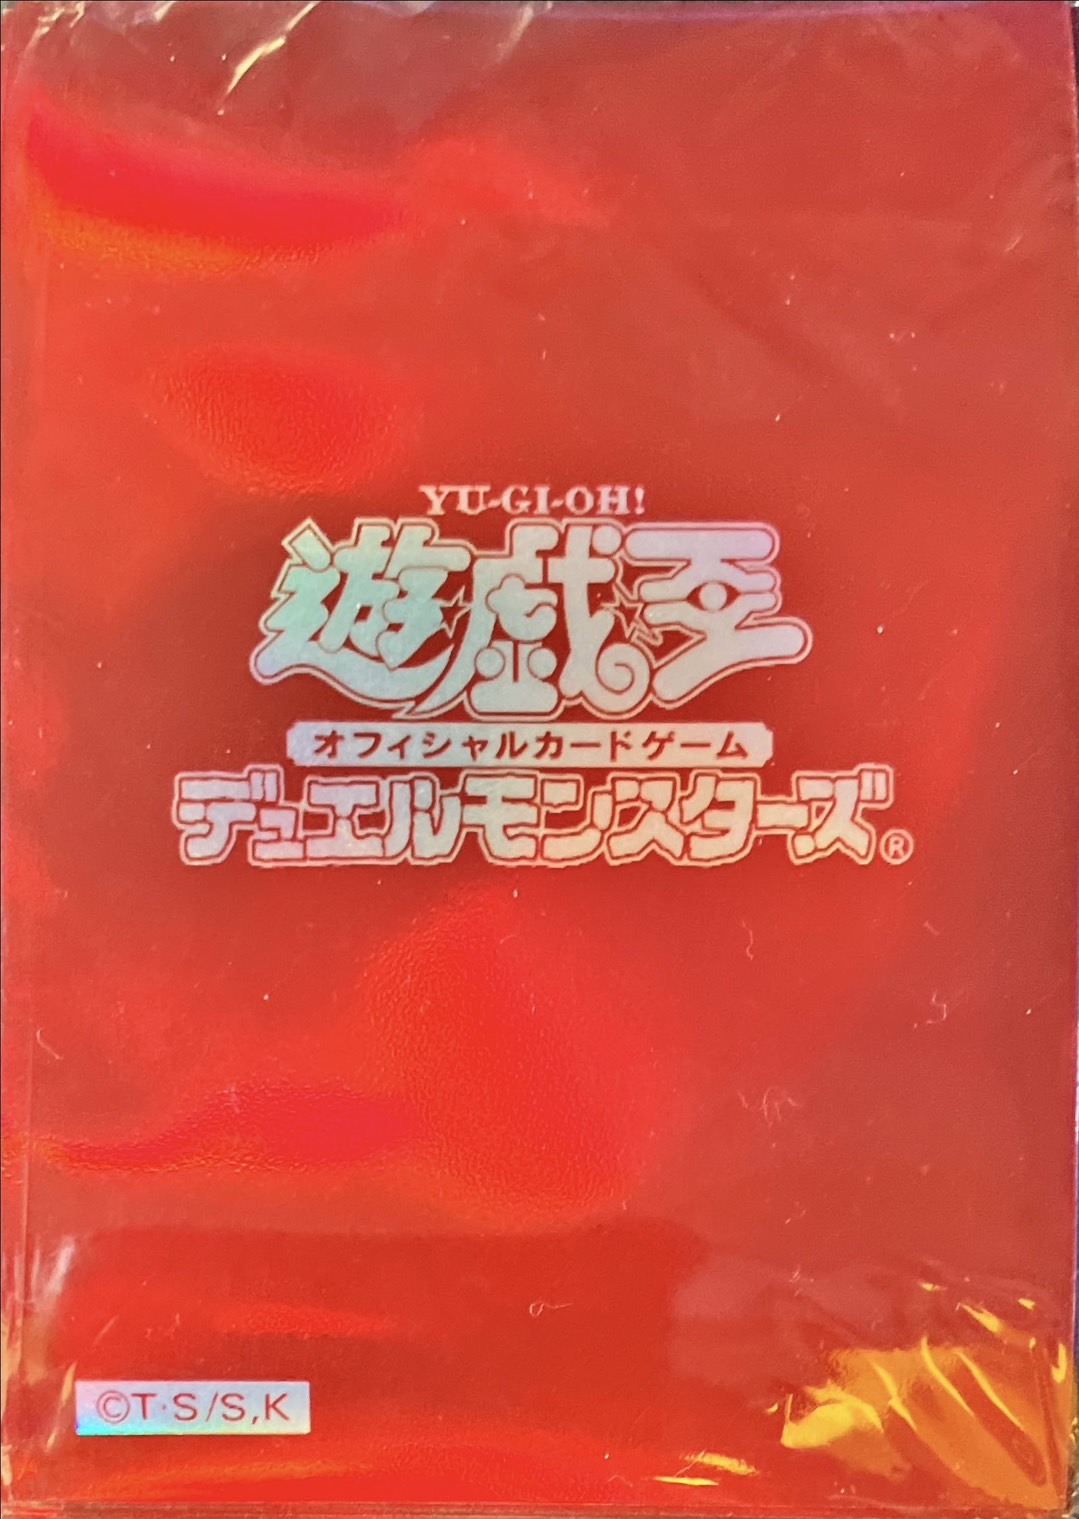 YU-GI-OH!
遊☆戯☆王
オフィシャルカードゲーム
デュエルモンスターズ®
©T・S/S,K